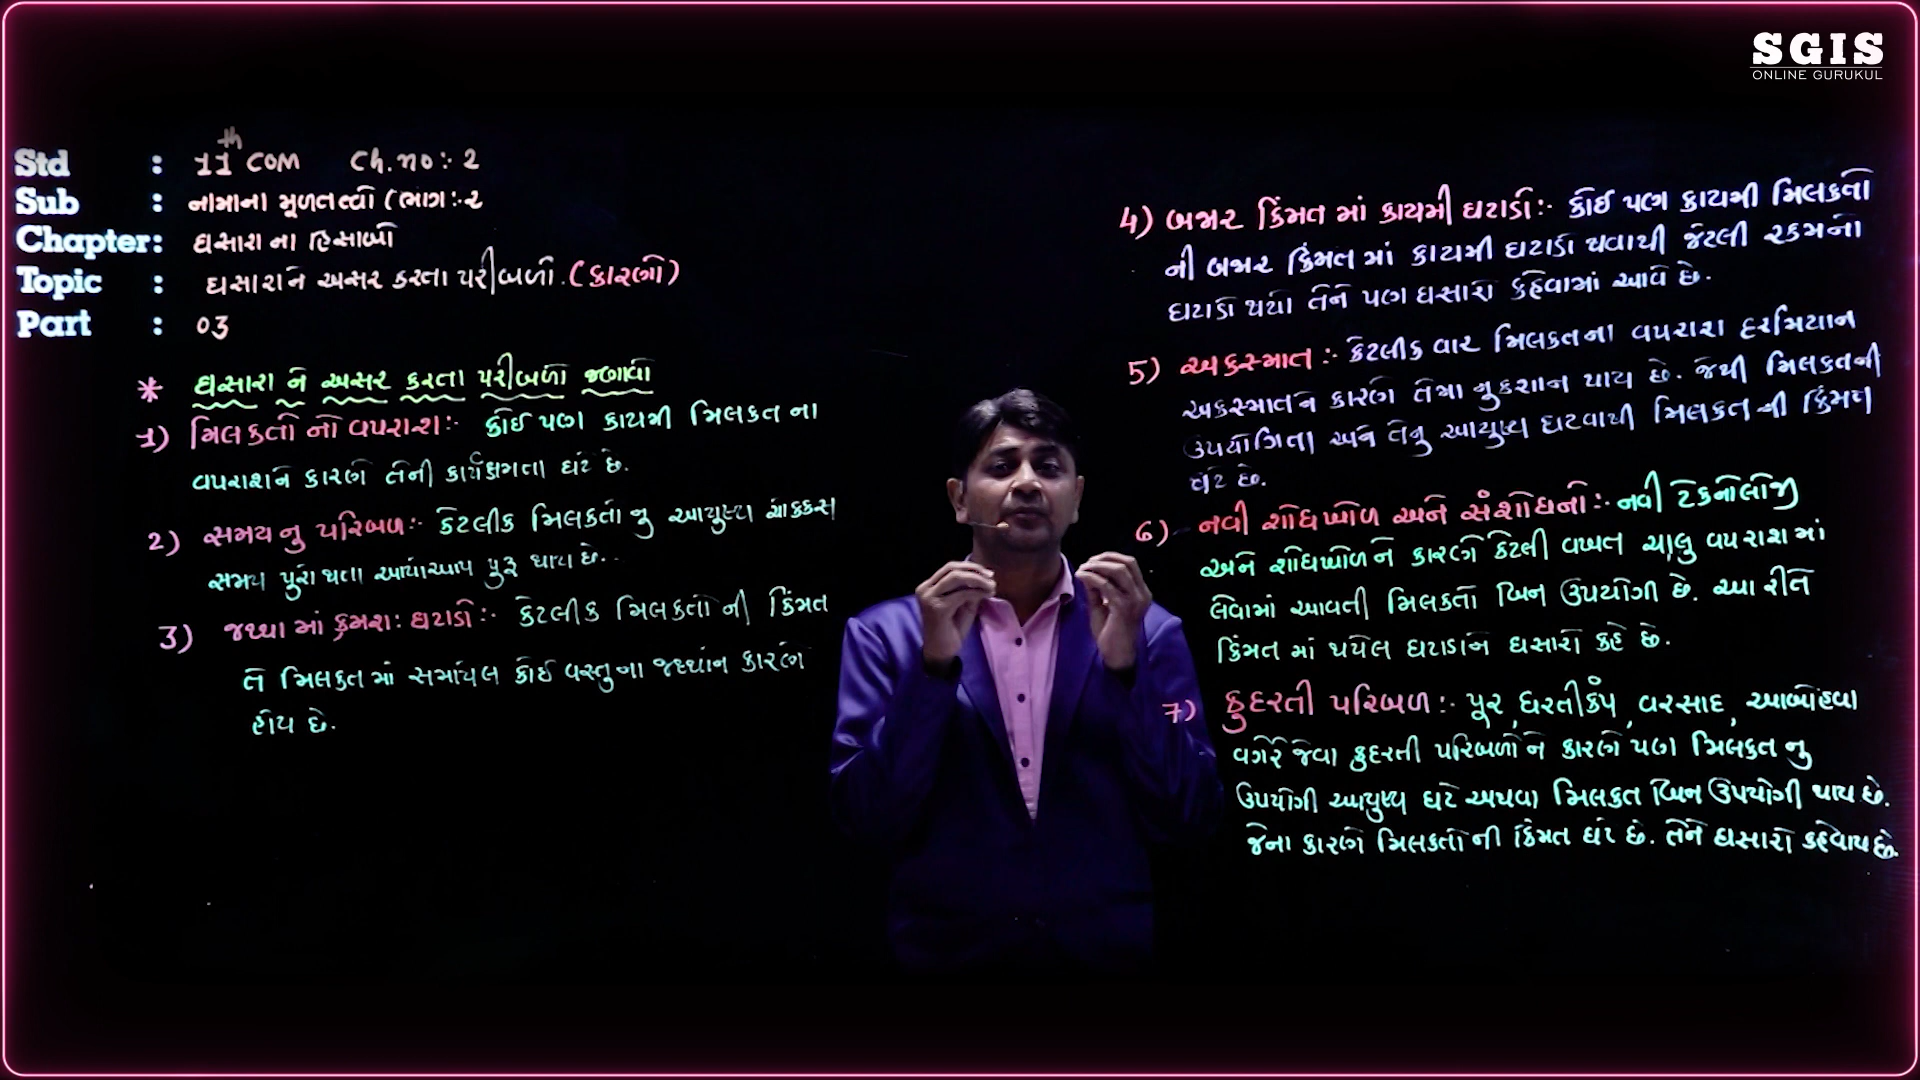 SGIS
ONLINE GURUKUL
Std : 11th COM Ch.no :- 2
Sub : નામાના મૂળતત્વો (ભાગ :- ૨
Chapter: ઘસારા ના હિસાબો
Topic : ઘસારાને અસર કરતા પરીબળો. (કારણો)
Part : 03
* ઘસારા ને અસર કરતા પરીબળો જણાવો
1) મિલકતો નો વપરાશ :- કોઈ પણ કાયમી મિલકત ના
વપરાશને કારણે તેની કાર્યક્ષમતા ઘટે છે.
2) સમય નુ પરિબળ :- કેટલીક મિલકતો નુ આયુષ્ય ચોક્કસ
સમય પૂરો થતા આપોઆપ પુરૂ થાય છે.
3) જથ્થા માં ક્રમશ: ઘટાડો :- કેટલીક મિલકતો ની કિંમત
તે મિલકત માં સમાયેલ કોઈ વસ્તુ ના જથ્થાને કારણે
હોય છે.
4) બજાર કિંમત માં કાયમી ઘટાડો :- કોઈ પણ કાયમી મિલકતો
ની બજાર કિંમત માં કાયમી ઘટાડો થવાથી જેટલી રકમનો
ઘટાડો થયો તેને પણ ઘસારો કહેવામાં આવે છે.
5) અકસ્માત :- કેટલીક વાર મિલકત ના વપરાશ દરમિયાન
અકસ્માતને કારણે તેમા નુકશાન થાય છે. જેથી મિલકતની
ઉપયોગિતા અને તેનુ આયુષ્ય ઘટવાથી મિલકત ની કિંમત
ઘટે છે.
6) - નવી શોધખોળ અને સંશોધનો :- નવી ટેકનોલોજી
અને શોધખોળ ને કારણે કેટલી વખત ચાલુ વપરાશ માં
લેવામાં આવતી મિલકતો બિન ઉપયોગી છે. આ રીતે
કિંમત માં થયેલ ઘટાડાને ઘસારો કહે છે.
7) કુદરતી પરિબળ :- પૂર, ધરતીકંપ, વરસાદ, આબોહવા
વગેરે જેવા કુદરતી પરિબળો ને કારણે પણ મિલકત નુ
ઉપયોગી આયુષ્ય ઘટે અથવા મિલકત બિન ઉપયોગી થાય છે.
જેના કારણે મિલકતો ની કિંમત ઘટે છે. તેને ઘસારો કહેવાય છે.